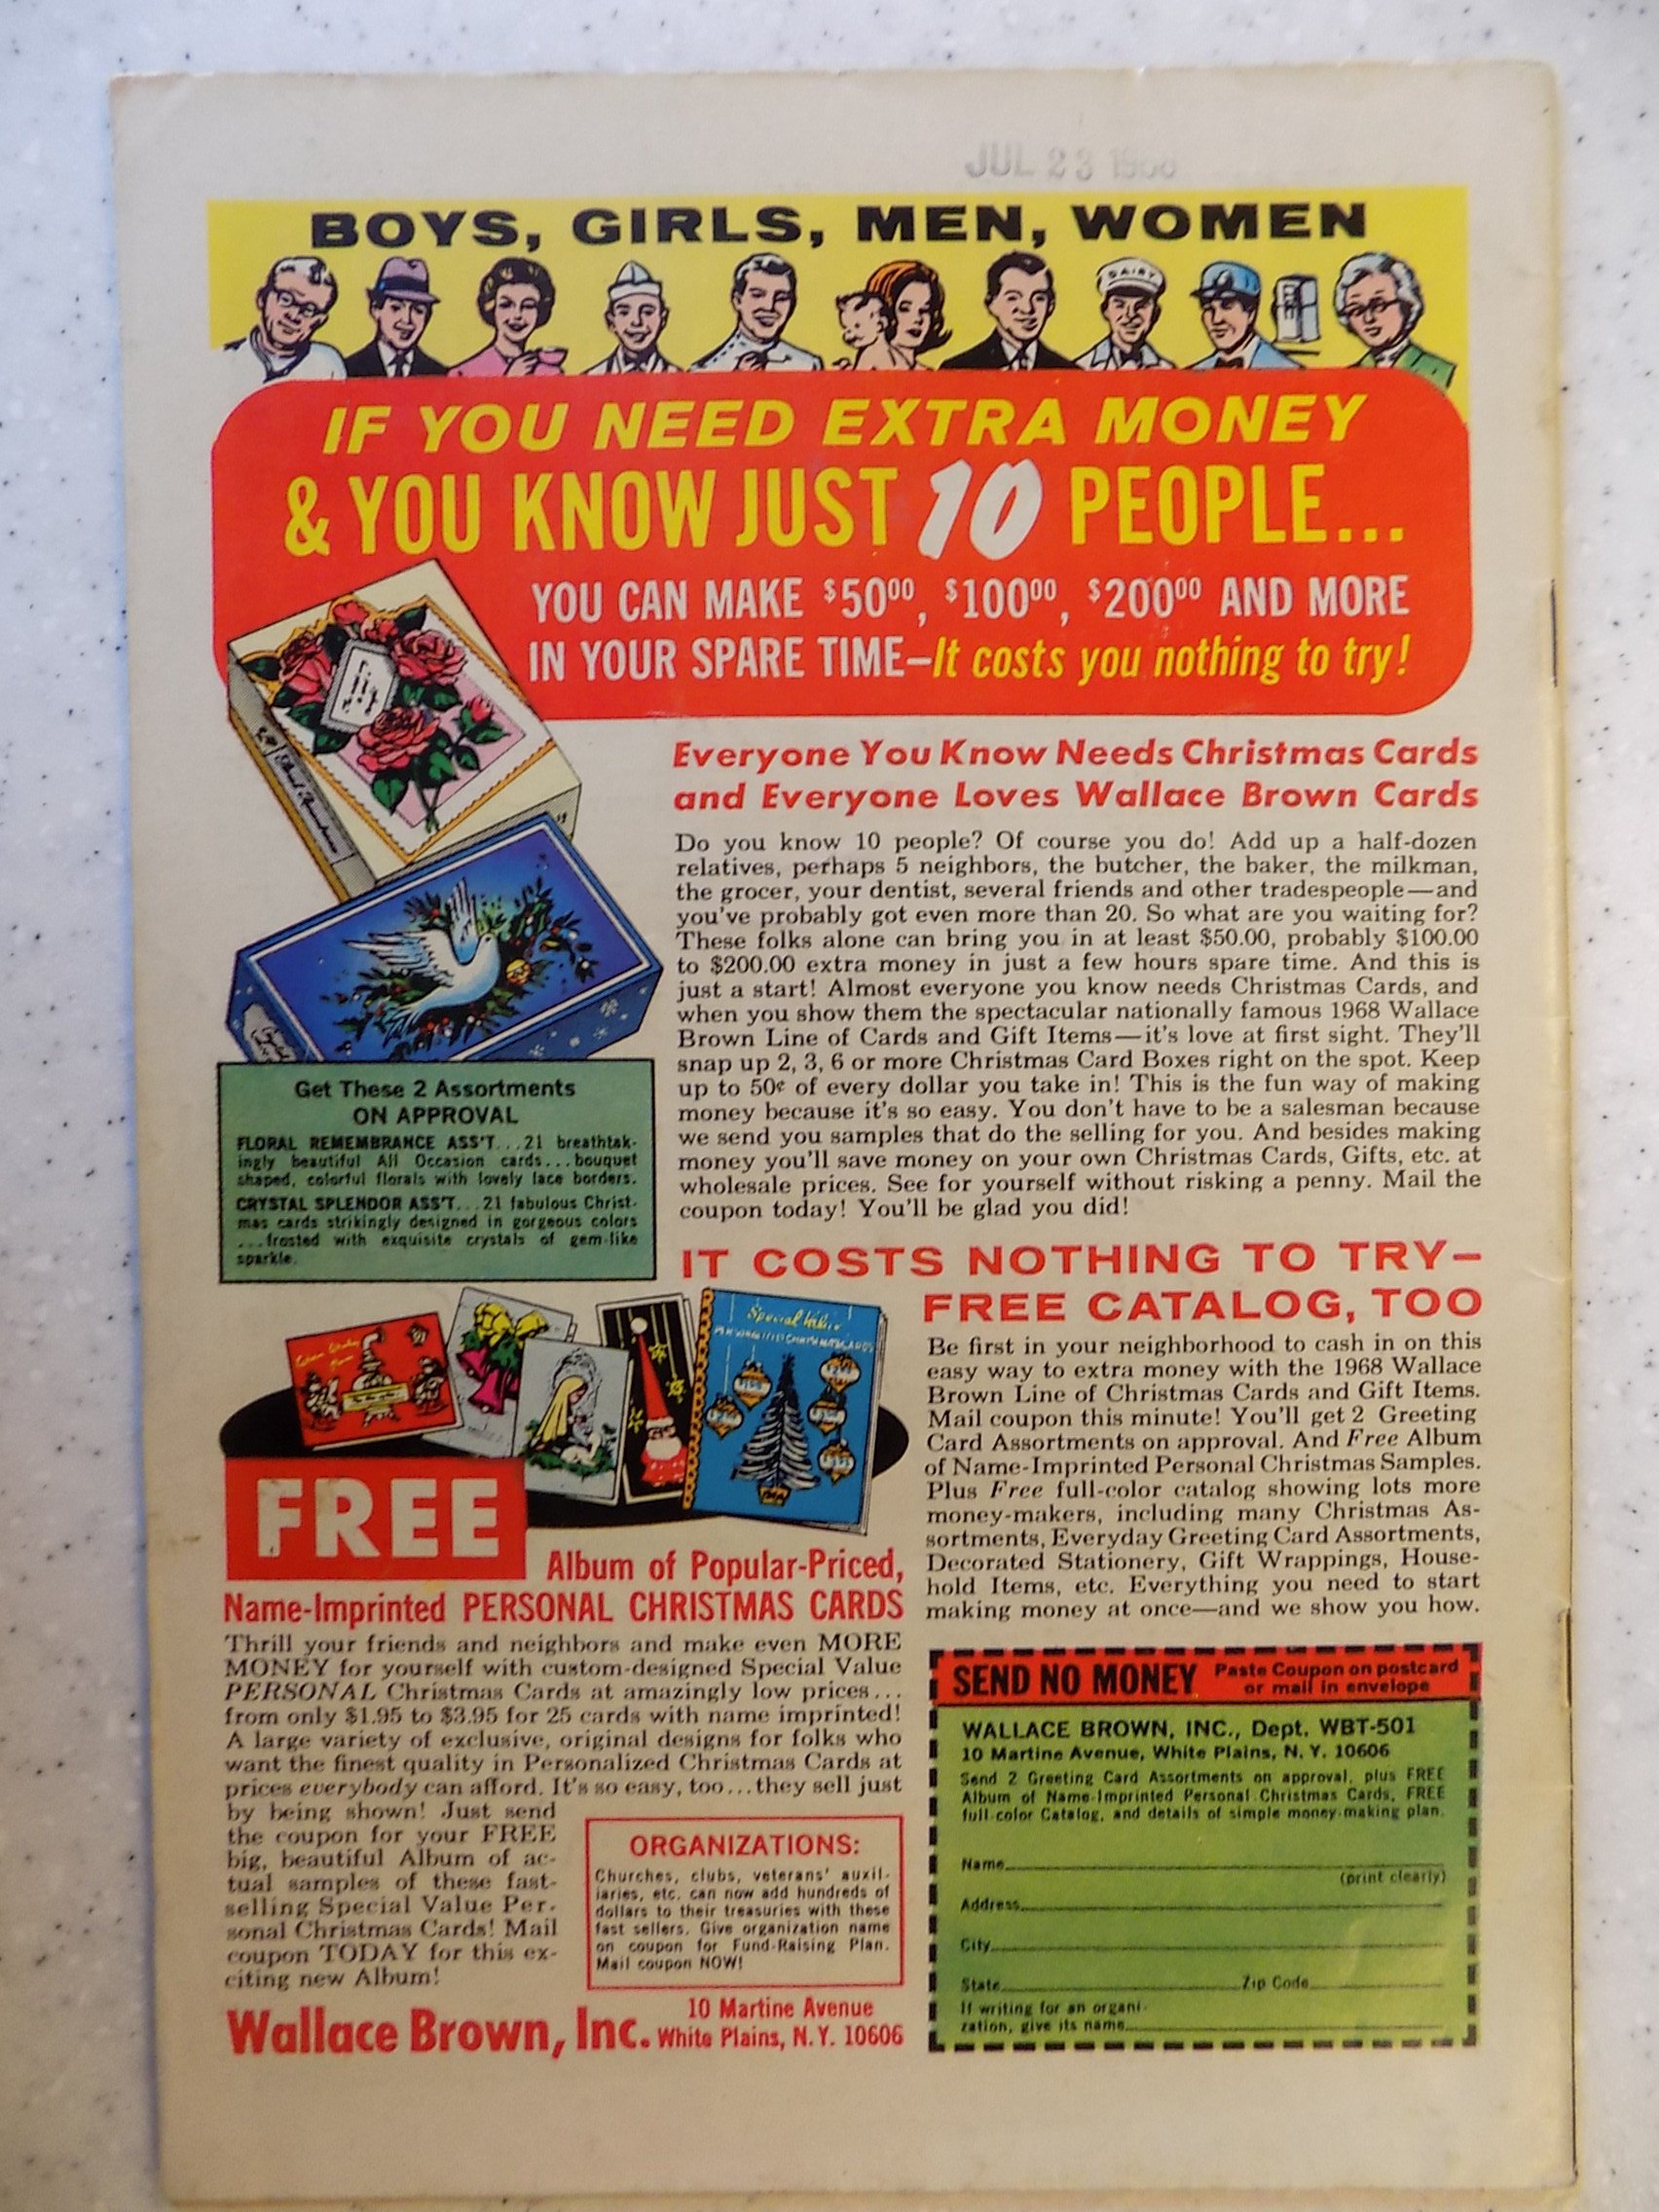 JUL 23
BOYS, GIRLS, MEN, WOMEN
DAIRY
IF YOU NEED EXTRA MONEY
& YOU KNOW JUST 10 PEOPLE...
YOU CAN MAKE $50⁰⁰, $100⁰⁰, $200⁰⁰ AND MORE
IN YOUR SPARE TIME—It costs you nothing to try!
Everyone You Know Needs Christmas Cards
and Everyone Loves Wallace Brown Cards
Do you know 10 people? Of course you do! Add up a half-dozen
relatives, perhaps 5 neighbors, the butcher, the baker, the milkman,
the grocer, your dentist, several friends and other tradespeople—and
you've probably got even more than 20. So what are you waiting for?
These folks alone can bring you in at least $50.00, probably $100.00
to $200.00 extra money in just a few hours spare time. And this is
just a start! Almost everyone you know needs Christmas Cards, and
when you show them the spectacular nationally famous 1968 Wallace
Brown Line of Cards and Gift Items—it's love at first sight. They'll
snap up 2, 3, 6 or more Christmas Card Boxes right on the spot. Keep
up to 50¢ of every dollar you take in! This is the fun way of making
money because it's so easy. You don't have to be a salesman because
we send you samples that do the selling for you. And besides making
money you'll save money on your own Christmas Cards, Gifts, etc. at
wholesale prices. See for yourself without risking a penny. Mail the
coupon today! You'll be glad you did!
Get These 2 Assortments
ON APPROVAL
FLORAL REMEMBRANCE ASS'T...21 breathtak-
ingly beautiful All Occasion cards...bouquet
shaped, colorful florals with lovely lace borders.
CRYSTAL SPLENDOR ASS'T...21 fabulous Christ-
mas cards strikingly designed in gorgeous colors
...frosted with exquisite crystals of gem-like
sparkle.
IT COSTS NOTHING TO TRY—
FREE CATALOG, TOO
Be first in your neighborhood to cash in on this
easy way to extra money with the 1968 Wallace
Brown Line of Christmas Cards and Gift Items.
Mail coupon this minute! You'll get 2 Greeting
Card Assortments on approval. And Free Album
of Name-Imprinted Personal Christmas Samples.
Plus Free full-color catalog showing lots more
money-makers, including many Christmas As-
sortments, Everyday Greeting Card Assortments,
Decorated Stationery, Gift Wrappings, House-
hold Items, etc. Everything you need to start
making money at once—and we show you how.
Special Value
FREE
Album of Popular-Priced,
Name-Imprinted PERSONAL CHRISTMAS CARDS
Thrill your friends and neighbors and make even MORE
MONEY for yourself with custom-designed Special Value
PERSONAL Christmas Cards at amazingly low prices...
from only $1.95 to $3.95 for 25 cards with name imprinted!
A large variety of exclusive, original designs for folks who
want the finest quality in Personalized Christmas Cards at
prices everybody can afford. It's so easy, too...they sell just
by being shown! Just send
the coupon for your FREE
big, beautiful Album of ac-
tual samples of these fast-
selling Special Value Per-
sonal Christmas Cards! Mail
coupon TODAY for this ex-
citing new Album!
ORGANIZATIONS:
Churches, clubs, veterans' auxil-
iaries, etc. can now add hundreds of
dollars to their treasuries with these
fast sellers. Give organization name
on coupon for Fund-Raising Plan.
Mail coupon NOW!
Wallace Brown, Inc. 10 Martine Avenue
White Plains, N.Y. 10606
SEND NO MONEY Paste Coupon on postcard
or mail in envelope
WALLACE BROWN, INC., Dept. WBT-501
10 Martine Avenue, White Plains, N. Y. 10606
Send 2 Greeting Card Assortments on approval, plus FREE
Album of Name-Imprinted Personal Christmas Cards, FREE
full-color Catalog, and details of simple money-making plan.
Name
(print clearly)
Address
City
State Zip Code
If writing for an organi-
zation, give its name